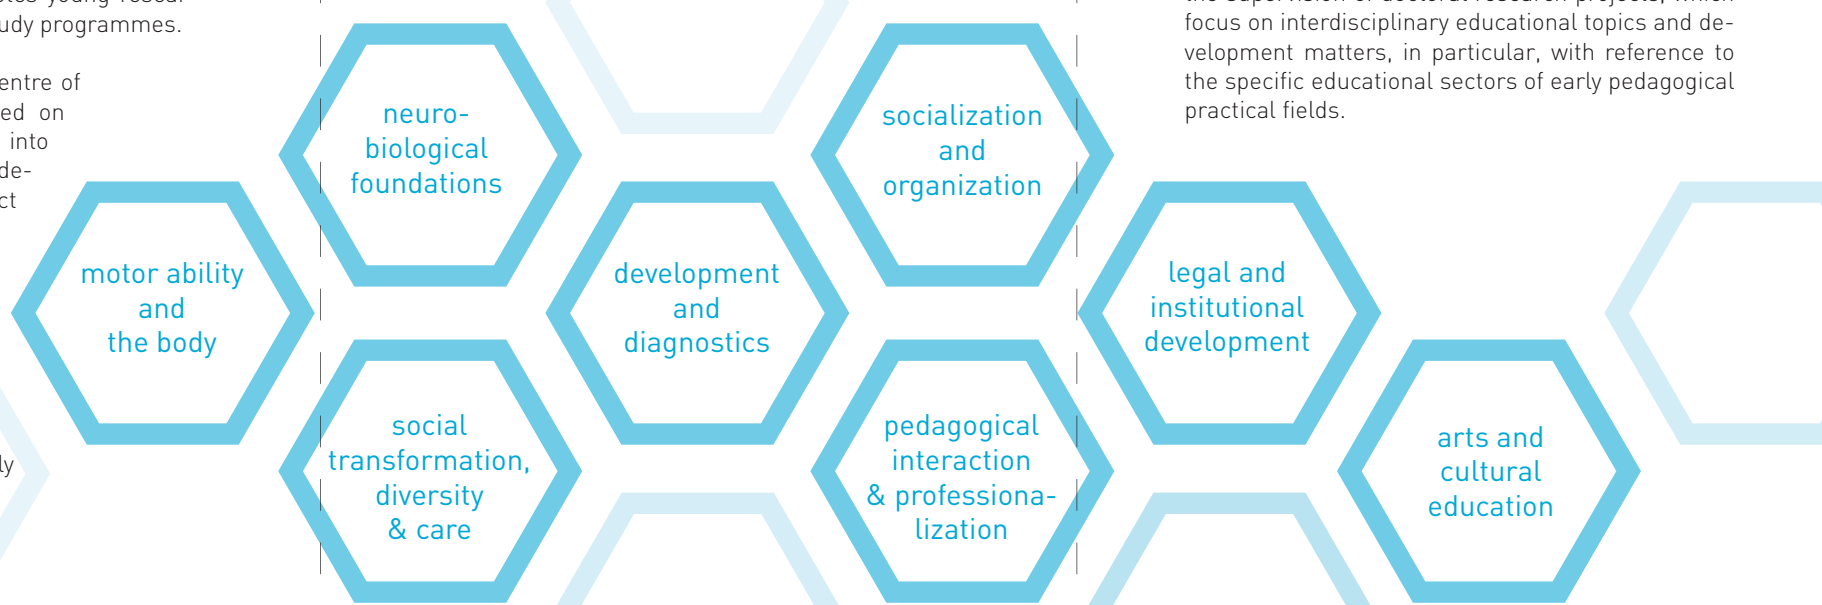 udy programmes.
entre of
ed on
into
de-
ct
ly
focus on interdisciplinary educational topics and de-
velopment matters, in particular, with reference to
the specific educational sectors of early pedagogical
practical fields.
neuro-
biological
foundations
socialization
and
organization
motor ability
and
the body
development
and
diagnostics
legal and
institutional
development
social
transformation,
diversity
& care
pedagogical
interaction
& professiona-
lization
arts and
cultural
education